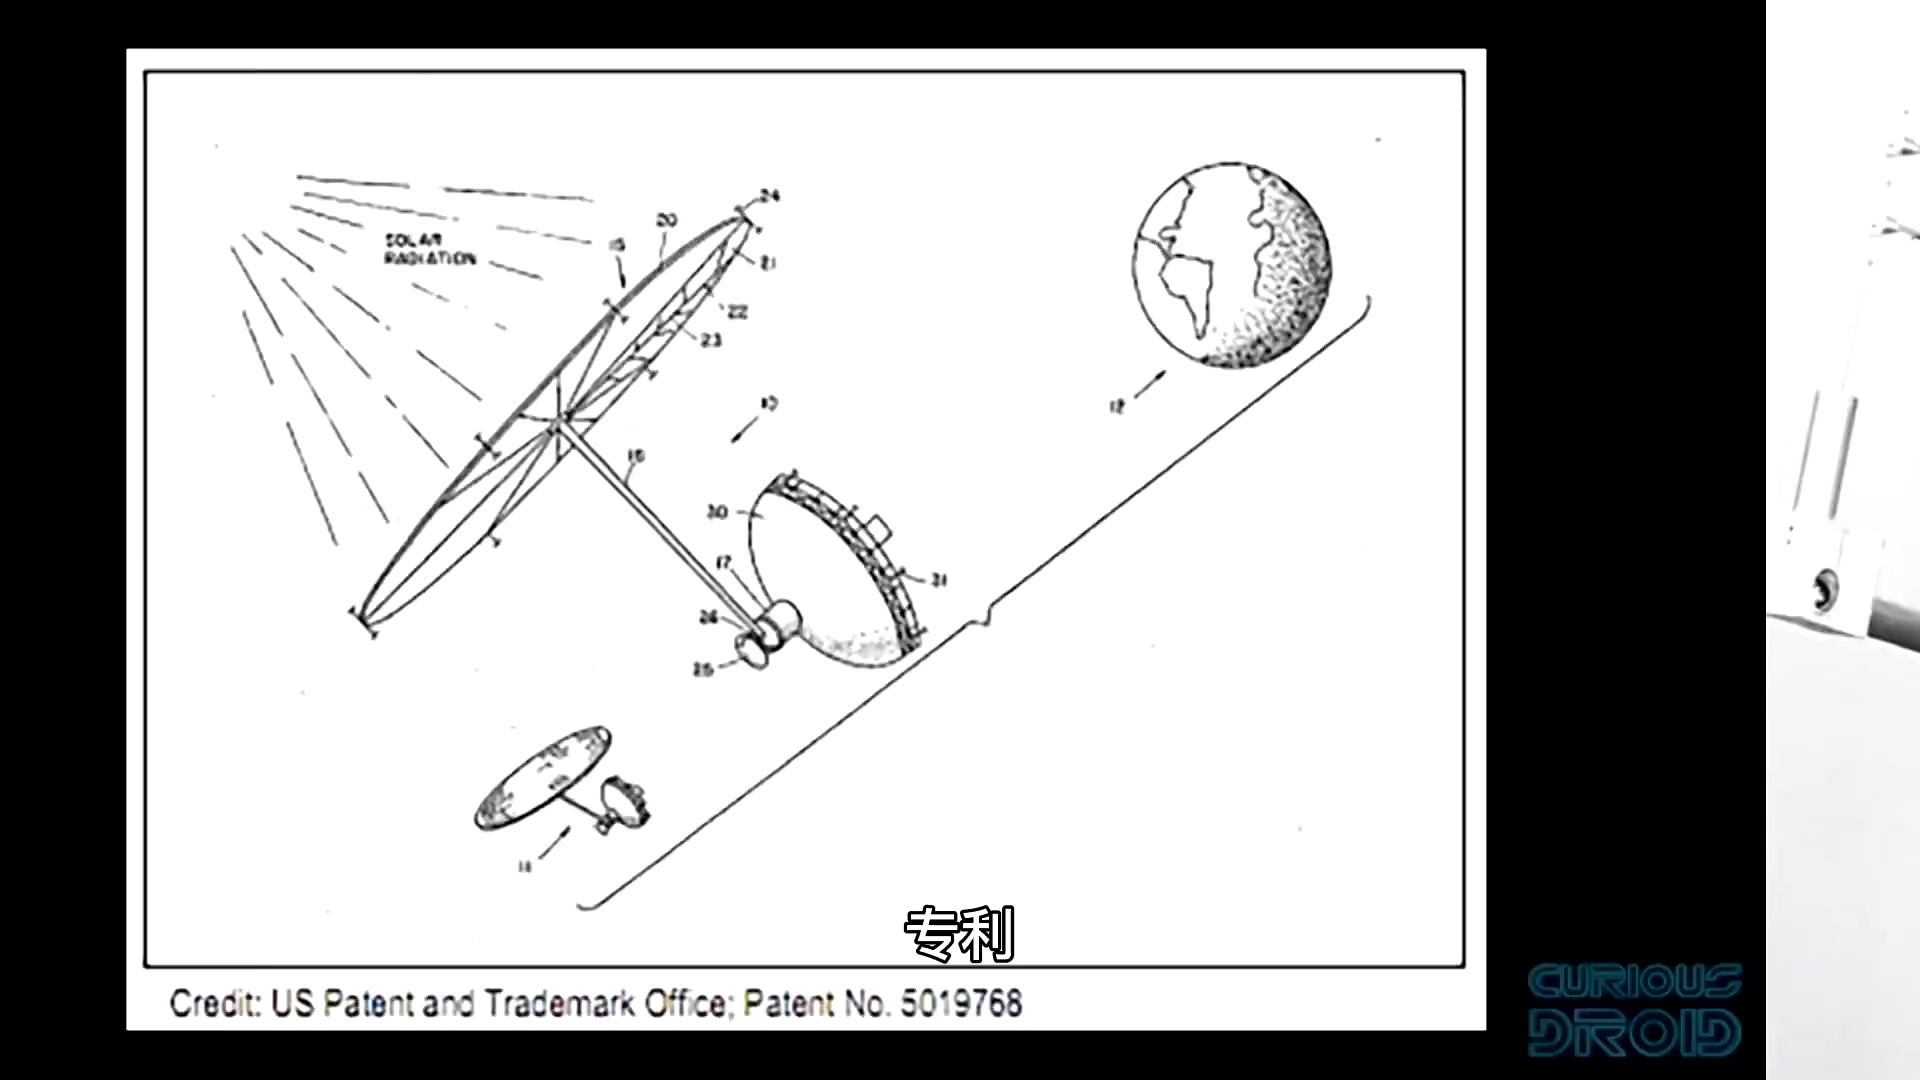 SOLAR
RADIATION
24
20
15
21
22
23
10
12
16
30
17
31
26
25
11
专利
Credit: US Patent and Trademark Office; Patent No. 5019768
CURIOUS
DROID